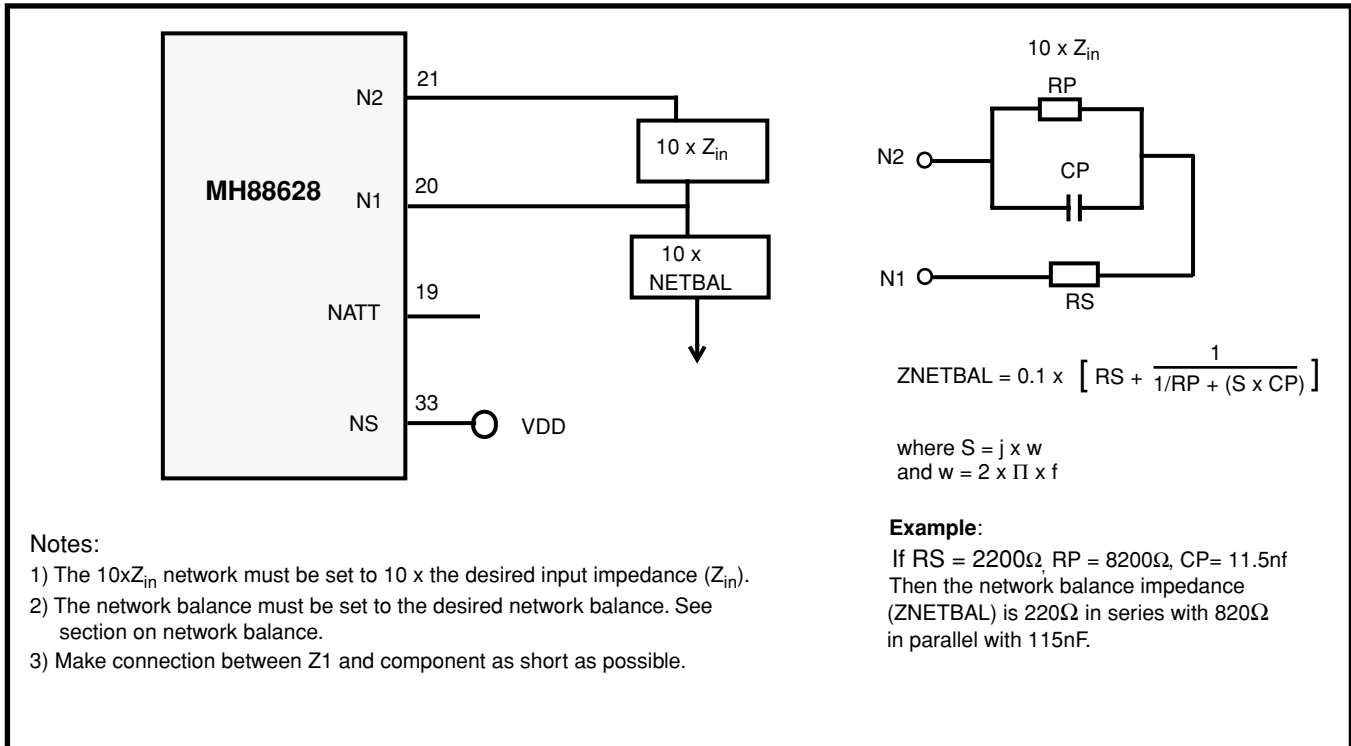 MH88628
N2
21
N1
20
NATT
19
NS
33
VDD
10 x Zin
10 x
NETBAL
10 x Zin
RP
N2
CP
N1
RS
ZNETBAL = 0.1 x [ RS + 1
1/RP + (S x CP) ]
where S = j x w
and w = 2 x Π x f
Notes:
1) The 10xZin network must be set to 10 x the desired input impedance (Zin).
2) The network balance must be set to the desired network balance. See
section on network balance.
3) Make connection between Z1 and component as short as possible.
Example:
If RS = 2200Ω, RP = 8200Ω, CP= 11.5nf
Then the network balance impedance
(ZNETBAL) is 220Ω in series with 820Ω
in parallel with 115nF.